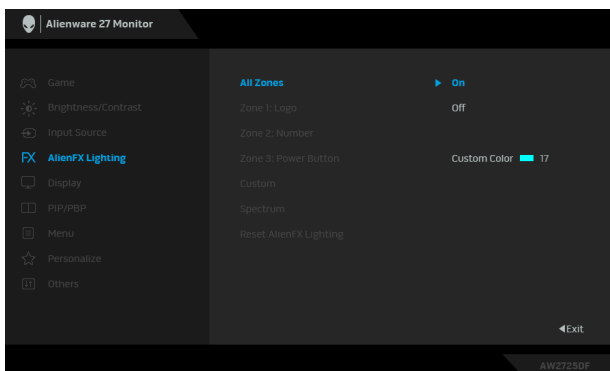 Alienware 27 Monitor
Game
Brightness/Contrast
Input Source
FX AlienFX Lighting
Display
PIP/PBP
Menu
Personalize
Others
All Zones
Zone 1: Logo
Zone 2: Number
Zone 3: Power Button
Custom
Spectrum
Reset AlienFX Lighting
On
Off
Custom Color 17
Exit
AW2725DF